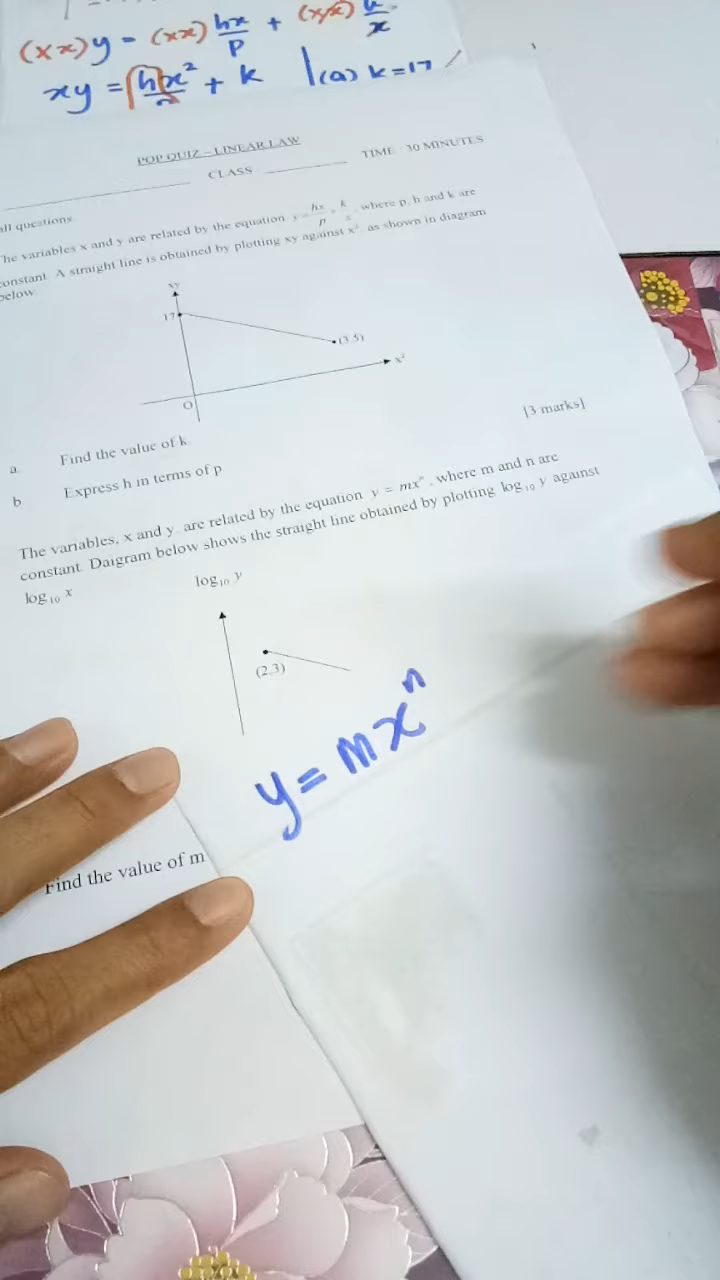 (xx)y = (xx) hx/p + (xx) k/x
xy = hx² + k
1(a) k = 17
POP QUIZ – LINEAR LAW
CLASS
TIME : 30 MINUTES
all questions
The variables x and y are related by the equation y = hx/p + k/x, where p, h and k are
constant. A straight line is obtained by plotting xy against x² as shown in diagram
below
xy
17
(3,5)
x²
O
[3 marks]
a Find the value of k
b Express h in terms of p
The variables, x and y are related by the equation y = mxⁿ, where m and n are
constant. Daigram below shows the straight line obtained by plotting log₁₀ y against
log₁₀ x
log₁₀ y
(2,3)
y = mxⁿ
Find the value of m